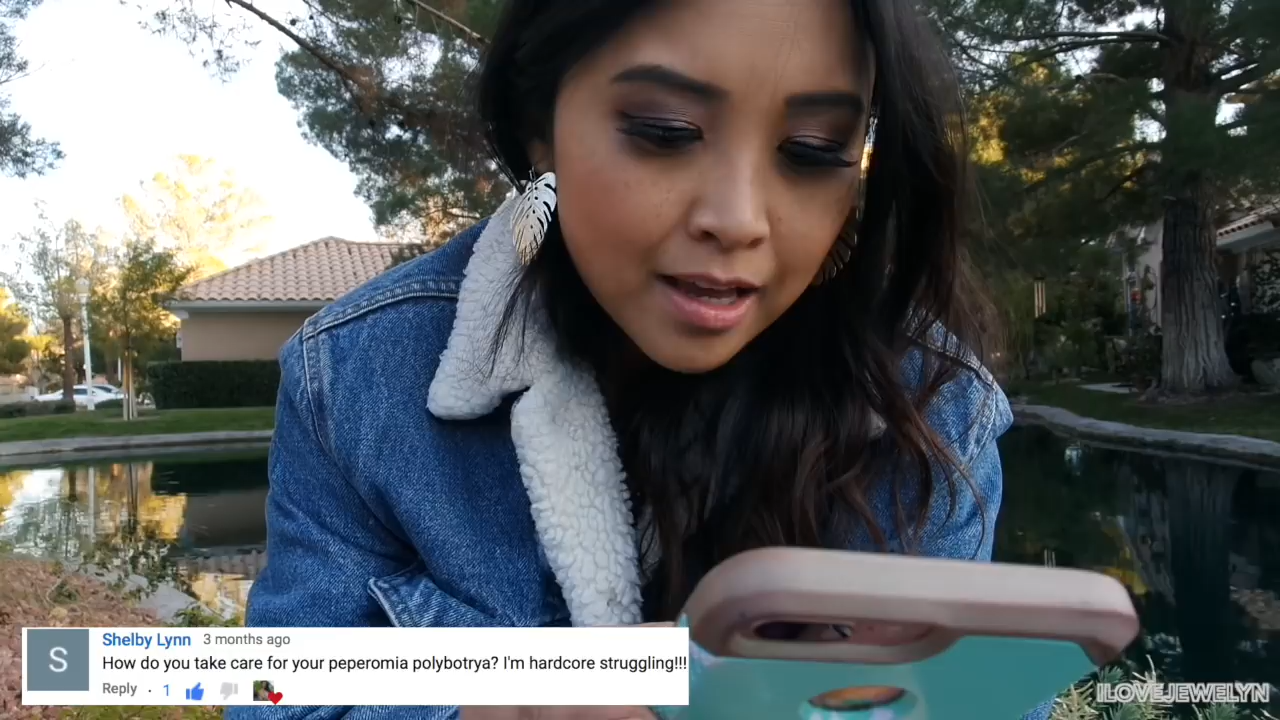 S
Shelby Lynn 3 months ago
How do you take care for your peperomia polybotrya? I'm hardcore struggling!!!
Reply · 1
ILOVEJEWELYN